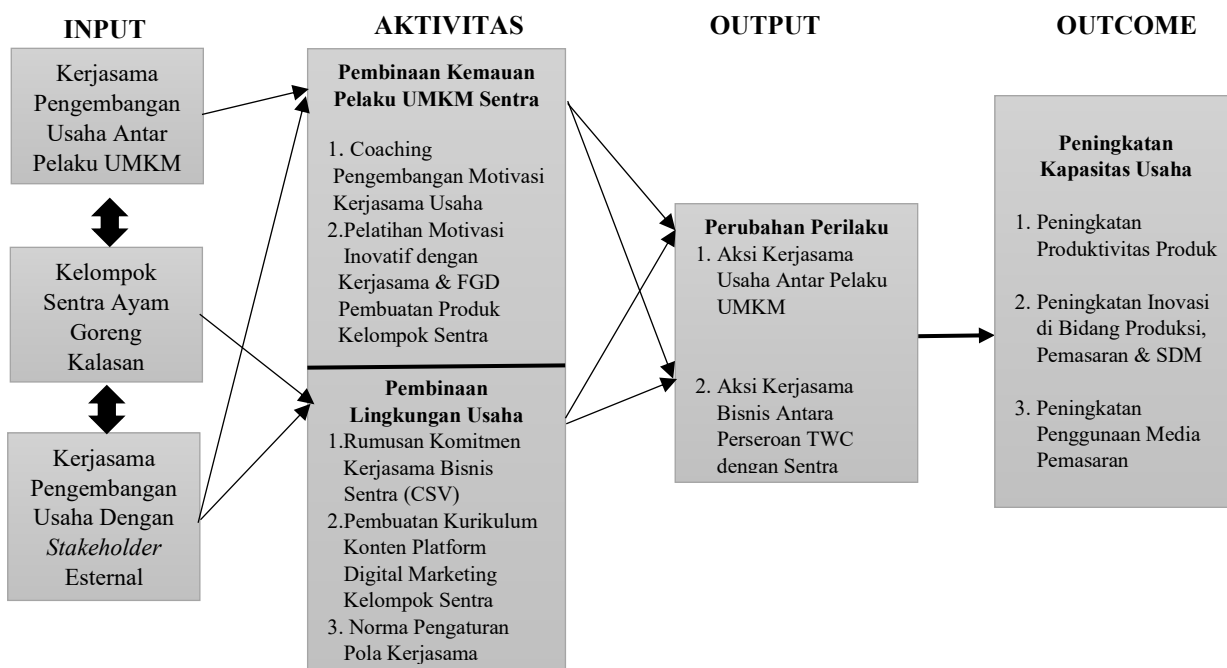 INPUT
Kerjasama
Pengembangan
Usaha Antar
Pelaku UMKM
Kelompok
Sentra Ayam
Goreng
Kalasan
Kerjasama
Pengembangan
Usaha Dengan
Stakeholder
Esternal
AKTIVITAS
Pembinaan Kemauan
Pelaku UMKM Sentra
1. Coaching
Pengembangan Motivasi
Kerjasama Usaha
2.Pelatihan Motivasi
Inovatif dengan
Kerjasama & FGD
Pembuatan Produk
Kelompok Sentra
Pembinaan
Lingkungan Usaha
1.Rumusan Komitmen
Kerjasama Bisnis
Sentra (CSV)
2.Pembuatan Kurikulum
Konten Platform
Digital Marketing
Kelompok Sentra
3. Norma Pengaturan
Pola Kerjasama
OUTPUT
Perubahan Perilaku
1. Aksi Kerjasama
Usaha Antar Pelaku
UMKM
2. Aksi Kerjasama
Bisnis Antara
Perseroan TWC
dengan Sentra
OUTCOME
Peningkatan
Kapasitas Usaha
1. Peningkatan
Produktivitas Produk
2. Peningkatan Inovasi
di Bidang Produksi,
Pemasaran & SDM
3. Peningkatan
Penggunaan Media
Pemasaran